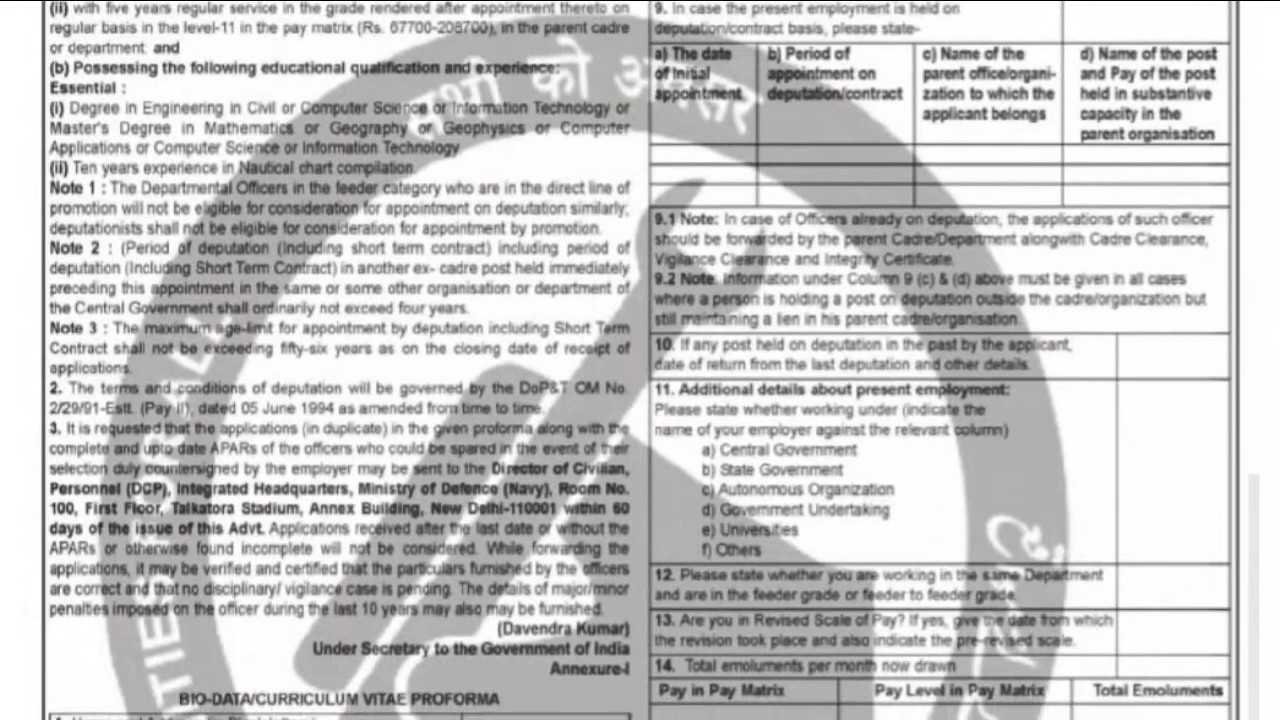 (ii) with five years regular service in the grade rendered after appointment thereto on
regular basis in the level-11 in the pay matrix (Rs. 67700-208700), in the parent cadre
or department and
(b) Possessing the following educational qualification and experience:
Essential :
(i) Degree in Engineering in Civil or Computer Science or Information Technology or
Master's Degree in Mathematics or Geography or Geophysics or Computer
Applications or Computer Science or Information Technology
(ii) Ten years experience in Nautical chart compilation.
Note 1 : The Departmental Officers in the feeder category who are in the direct line of
promotion will not be eligible for consideration for appointment on deputation similarly;
deputationists shall not be eligible for consideration for appointment by promotion.
Note 2 : (Period of deputation (Including short term contract) including period of
deputation (Including Short Term Contract) in another ex- cadre post held immediately
preceding this appointment in the same or some other organisation or department of
the Central Government shall ordinarily not exceed four years.
Note 3 : The maximum age-limit for appointment by deputation including Short Term
Contract shall not be exceeding fifty-six years as on the closing date of receipt of
applications.
2. The terms and conditions of deputation will be governed by the DoP&T OM No.
2/29/91-Estt. (Pay II), dated 05 June 1994 as amended from time to time.
3. It is requested that the applications (in duplicate) in the given proforma along with the
complete and upto date APARs of the officers who could be spared in the event of their
selection duly countersigned by the employer may be sent to the Director of Civilian,
Personnel (DCP), Integrated Headquarters, Ministry of Defence (Navy), Room No.
100, First Floor, Talkatora Stadium, Annex Building, New Delhi-110001 within 60
days of the issue of this Advt. Applications received after the last date or without the
APARs or otherwise found incomplete will not be considered. While forwarding the
applications, it may be verified and certified that the particulars furnished by the officers
are correct and that no disciplinary/ vigilance case is pending. The details of major/minor
penalties imposed on the officer during the last 10 years may also may be furnished.
(Davendra Kumar)
Under Secretary to the Government of India
Annexure-I
BIO-DATA/CURRICULUM VITAE PROFORMA
9. In case the present employment is held on
deputation/contract basis, please state-
a) The date of Initial appointment
b) Period of appointment on deputation/contract
c) Name of the parent office/organi-zation to which the applicant belongs
d) Name of the post and Pay of the post held in substantive capacity in the parent organisation
9.1 Note: In case of Officers already on deputation, the applications of such officer
should be forwarded by the parent Cadre/Department alongwith Cadre Clearance,
Vigilance Clearance and Integrity Certificate.
9.2 Note: Information under Column 9 (c) & (d) above must be given in all cases
where a person is holding a post on deputation outside the cadre/organization but
still maintaining a lien in his parent cadre/organisation
10. If any post held on deputation in the past by the applicant,
date of return from the last deputation and other details.
11. Additional details about present employment:
Please state whether working under (indicate the
name of your employer against the relevant column)
a) Central Government
b) State Government
c) Autonomous Organization
d) Government Undertaking
e) Universities
f) Others
12. Please state whether you are working in the same Department
and are in the feeder grade or feeder to feeder grade.
13. Are you in Revised Scale of Pay? If yes, give the date from which
the revision took place and also indicate the pre-revised scale.
14. Total emoluments per month now drawn
Pay in Pay Matrix
Pay Level in Pay Matrix
Total Emoluments